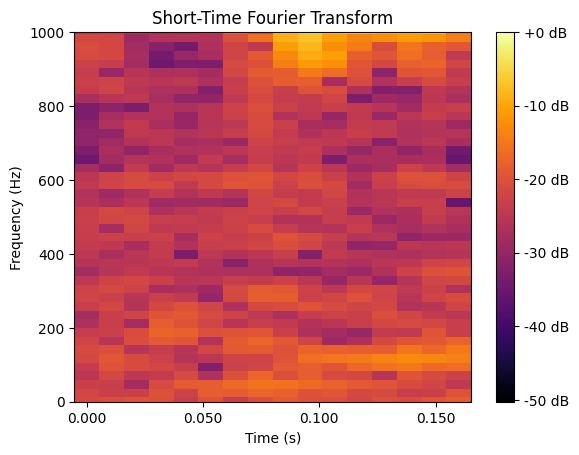 Short-Time Fourier Transform
1000
800
600
400
200
0
Frequency (Hz)
0.000
0.050
0.100
0.150
Time (s)
+0 dB
-10 dB
-20 dB
-30 dB
-40 dB
-50 dB